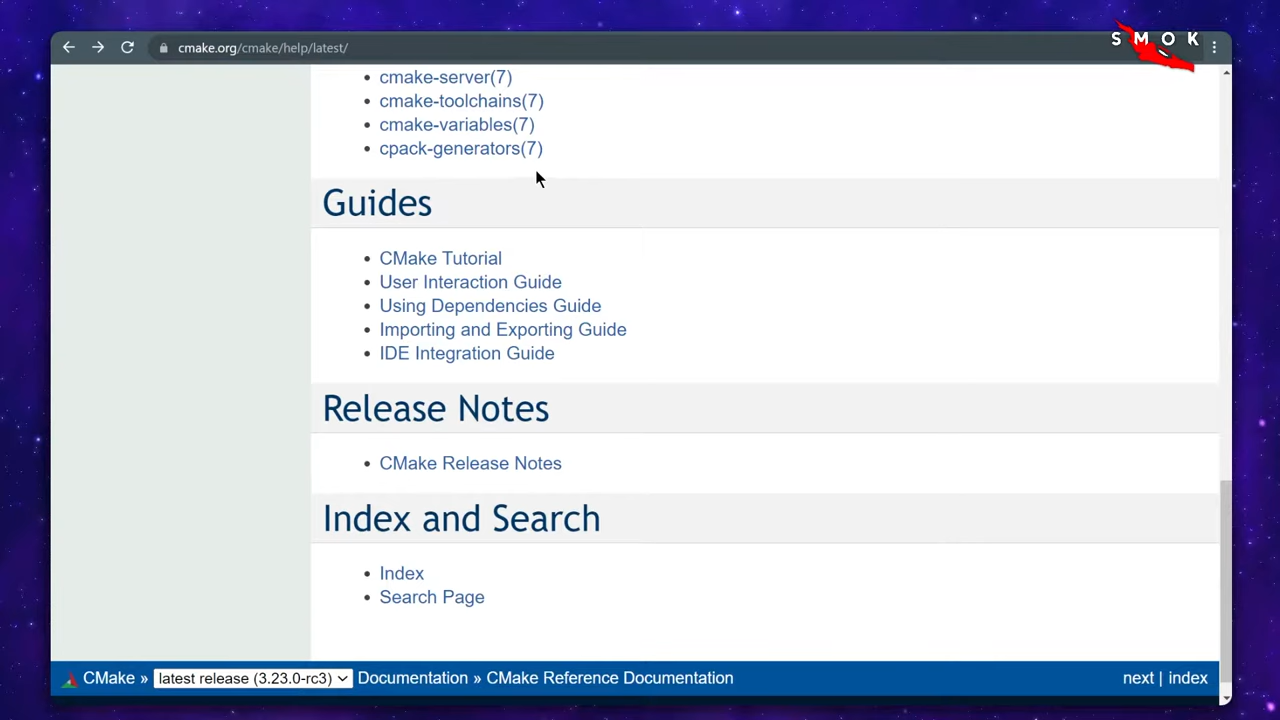 SMOK
cmake.org/cmake/help/latest/
cmake-server(7)
cmake-toolchains(7)
cmake-variables(7)
cpack-generators(7)
Guides
CMake Tutorial
User Interaction Guide
Using Dependencies Guide
Importing and Exporting Guide
IDE Integration Guide
Release Notes
CMake Release Notes
Index and Search
Index
Search Page
CMake » latest release (3.23.0-rc3) Documentation » CMake Reference Documentation next | index